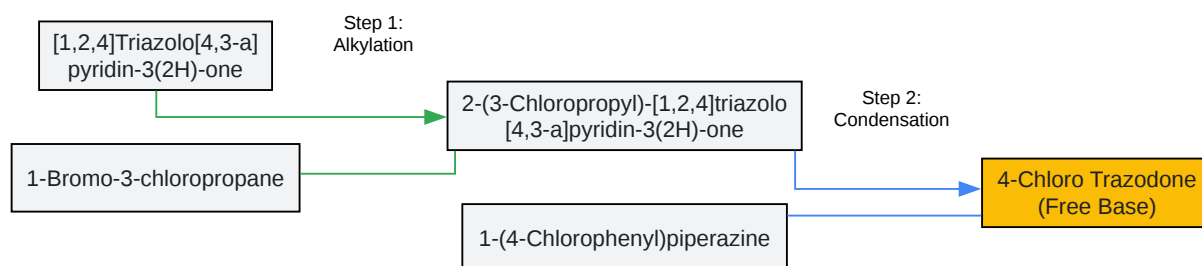 [1,2,4]Triazolo[4,3-a]
pyridin-3(2H)-one
Step 1:
Alkylation
1-Bromo-3-chloropropane
2-(3-Chloropropyl)-[1,2,4]triazolo
[4,3-a]pyridin-3(2H)-one
Step 2:
Condensation
1-(4-Chlorophenyl)piperazine
4-Chloro Trazodone
(Free Base)